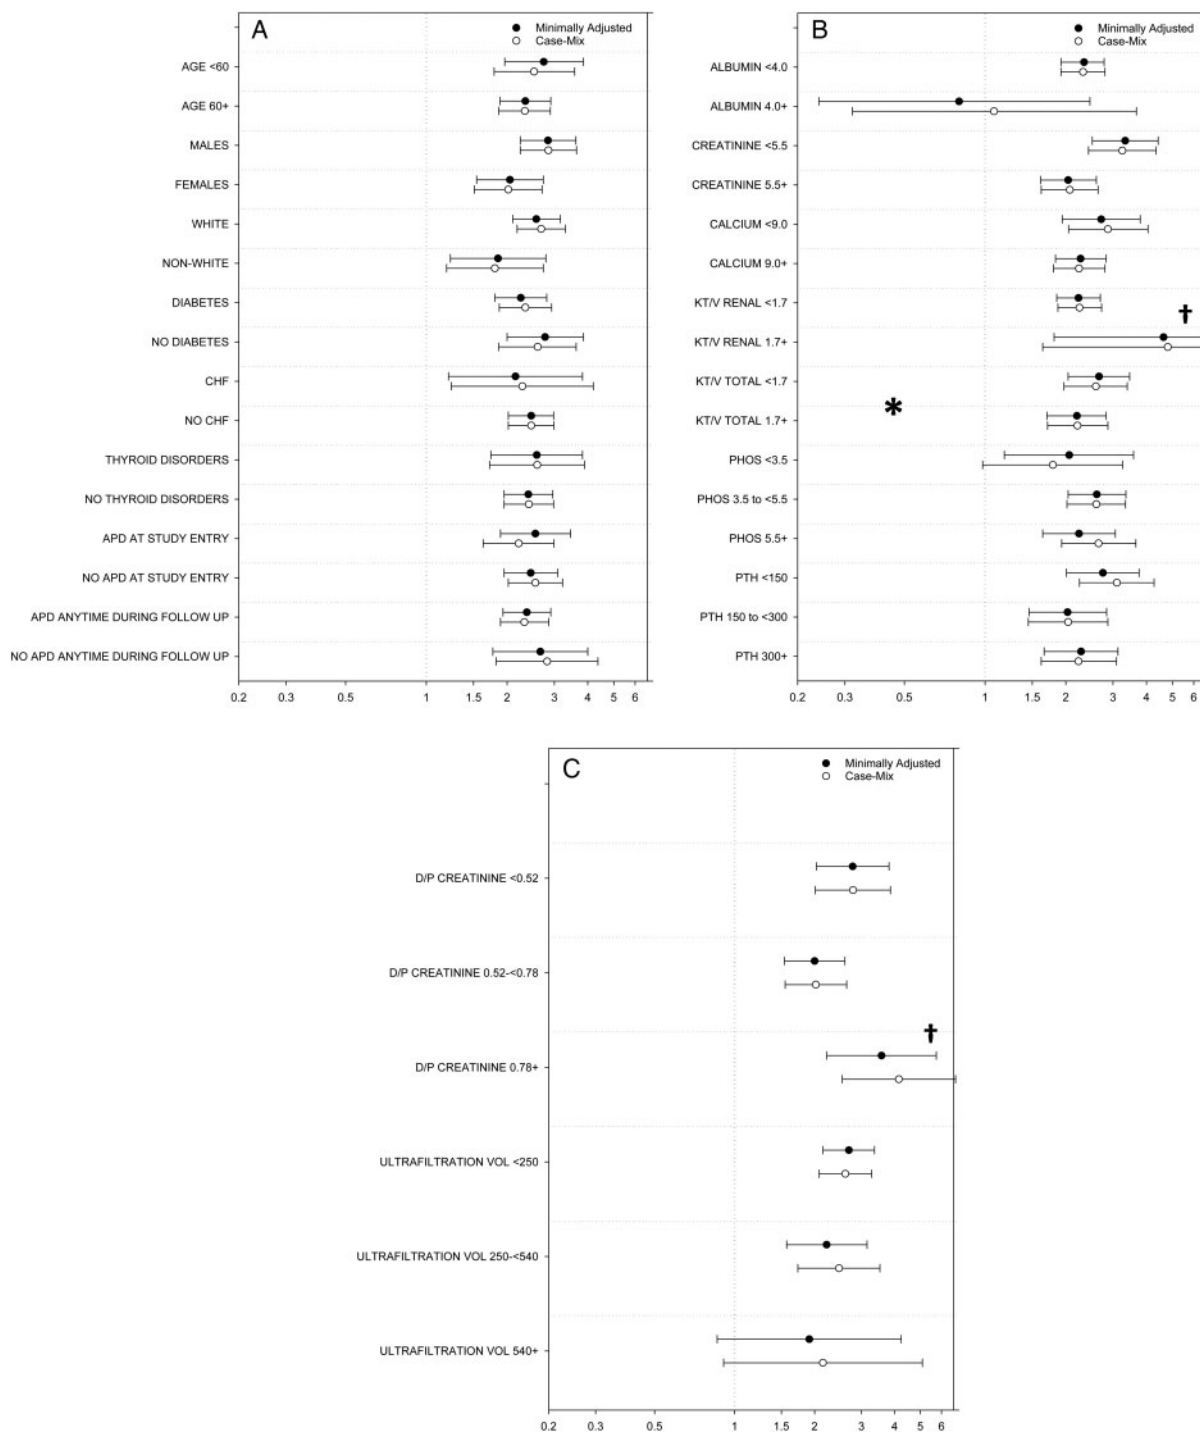 A
Minimally Adjusted
Case-Mix
AGE <60
AGE 60+
MALES
FEMALES
WHITE
NON-WHITE
DIABETES
NO DIABETES
CHF
NO CHF
THYROID DISORDERS
NO THYROID DISORDERS
APD AT STUDY ENTRY
NO APD AT STUDY ENTRY
APD ANYTIME DURING FOLLOW UP
NO APD ANYTIME DURING FOLLOW UP
0.2 0.3 0.5 1 2 3 4 5 6
B
Minimally Adjusted
Case-Mix
ALBUMIN <4.0
ALBUMIN 4.0+
CREATININE <5.5
CREATININE 5.5+
CALCIUM <9.0
CALCIUM 9.0+
KT/V RENAL <1.7
†
KT/V RENAL 1.7+
KT/V TOTAL <1.7
*
KT/V TOTAL 1.7+
PHOS <3.5
PHOS 3.5 to <5.5
PHOS 5.5+
PTH <150
PTH 150 to <300
PTH 300+
0.2 0.3 0.5 1 1.5 2 3 4 5 6
C
Minimally Adjusted
Case-Mix
D/P CREATININE <0.52
D/P CREATININE 0.52-<0.78
†
D/P CREATININE 0.78+
ULTRAFILTRATION VOL <250
ULTRAFILTRATION VOL 250-<540
ULTRAFILTRATION VOL 540+
0.2 0.3 0.5 1 1.5 2 3 4 5 6